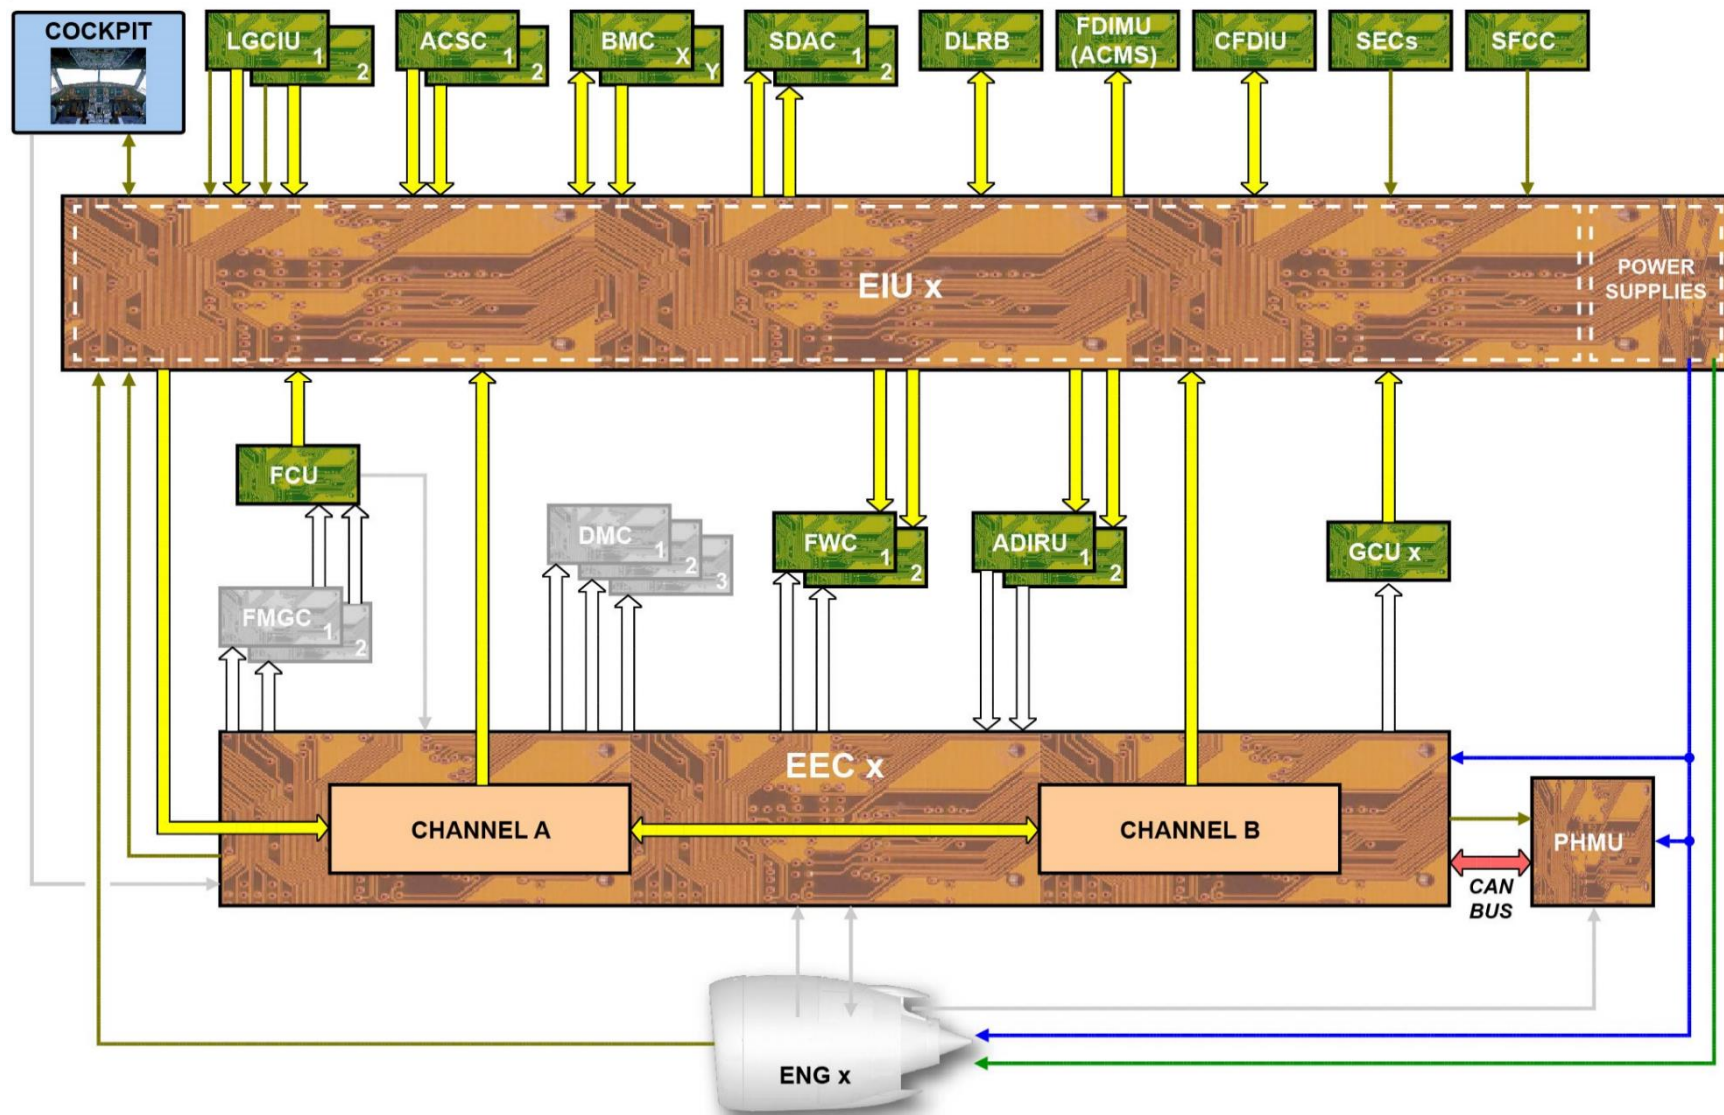 COCKPIT
LGCIU 1
2
ACSC 1
2
BMC X
Y
SDAC 1
2
DLRB
FDIMU
(ACMS)
CFDIU
SECs
SFCC
EIU x
POWER
SUPPLIES
FCU
FMGC 1
2
DMC 1
2
3
FWC 1
2
ADIRU 1
2
GCU x
EEC x
CHANNEL A
CHANNEL B
PHMU
CAN
BUS
ENG x